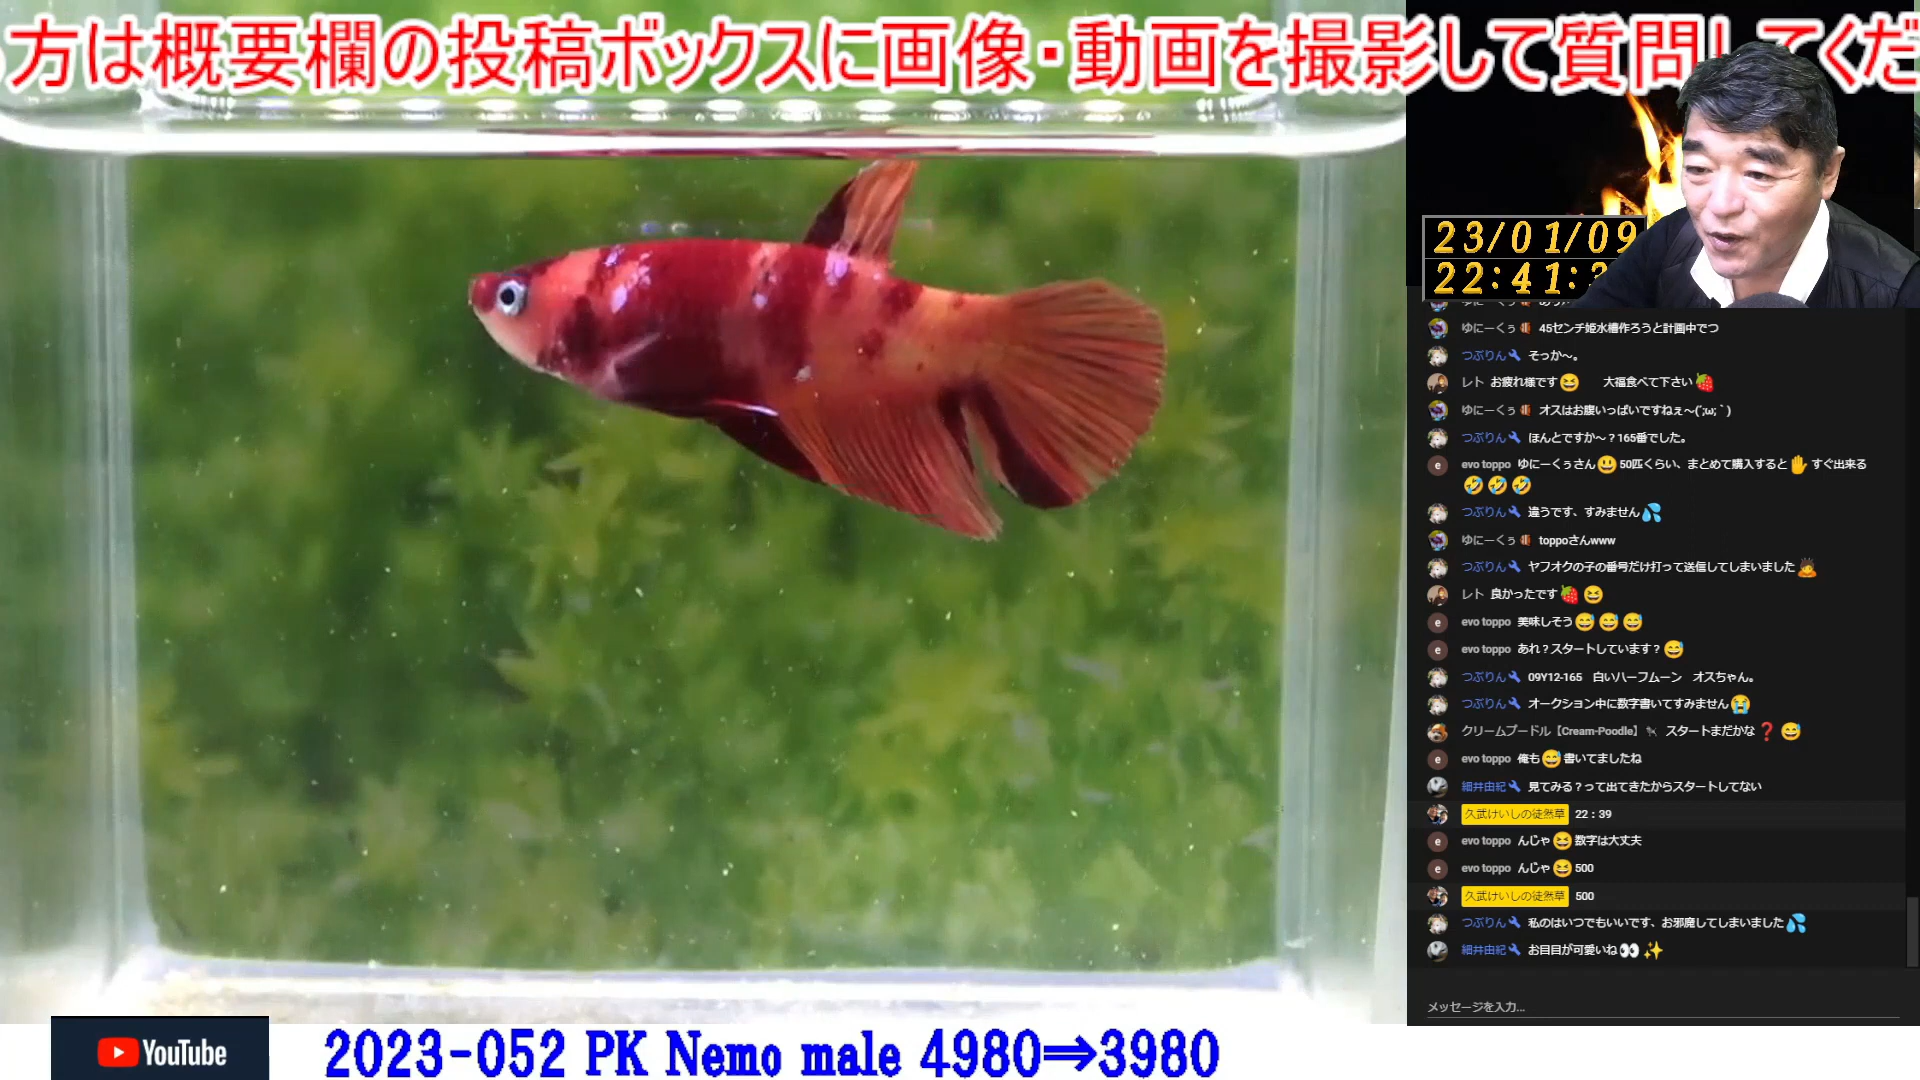 方は概要欄の投稿ボックスに画像・動画を撮影して質問してくだ
23/01/09
22:41:
ゆにーくぅ 45センチ姫水槽作ろうと計画中でつ
つぶりん そっか〜。
レト お疲れ様です😆 大福食べて下さい🍓
ゆにーくぅ オスはお腹いっぱいですねぇ〜(´;ω;｀)
つぶりん ほんとですか〜？165番でした。
e evo toppo ゆにーくぅさん😃50匹くらい、まとめて購入すると✋すぐ出来る
🤣🤣🤣
つぶりん 違うです、すみません💦
ゆにーくぅ toppoさんwww
つぶりん ヤフオクの子の番号だけ打って送信してしまいました🙇
レト 良かったです🍓😆
e evo toppo 美味しそう😅😅😅
e evo toppo あれ？スタートしています？😅
つぶりん 09Y12-165 白いハーフムーン オスちゃん。
つぶりん オークション中に数字書いてすみません😭
クリームプードル【Cream-Poodle】 スタートまだかな❓😅
e evo toppo 俺も😅書いてましたね
細井由紀 見てみる？って出てきたからスタートしてない
久武けいしの徒然草 22：39
e evo toppo んじゃ😆数字は大丈夫
e evo toppo んじゃ😆500
久武けいしの徒然草 500
つぶりん 私のはいつでもいいです、お邪魔してしまいました💦
細井由紀 お目目が可愛いね👀✨
メッセージを入力...
YouTube
2023-052 PK Nemo male 4980⇒3980